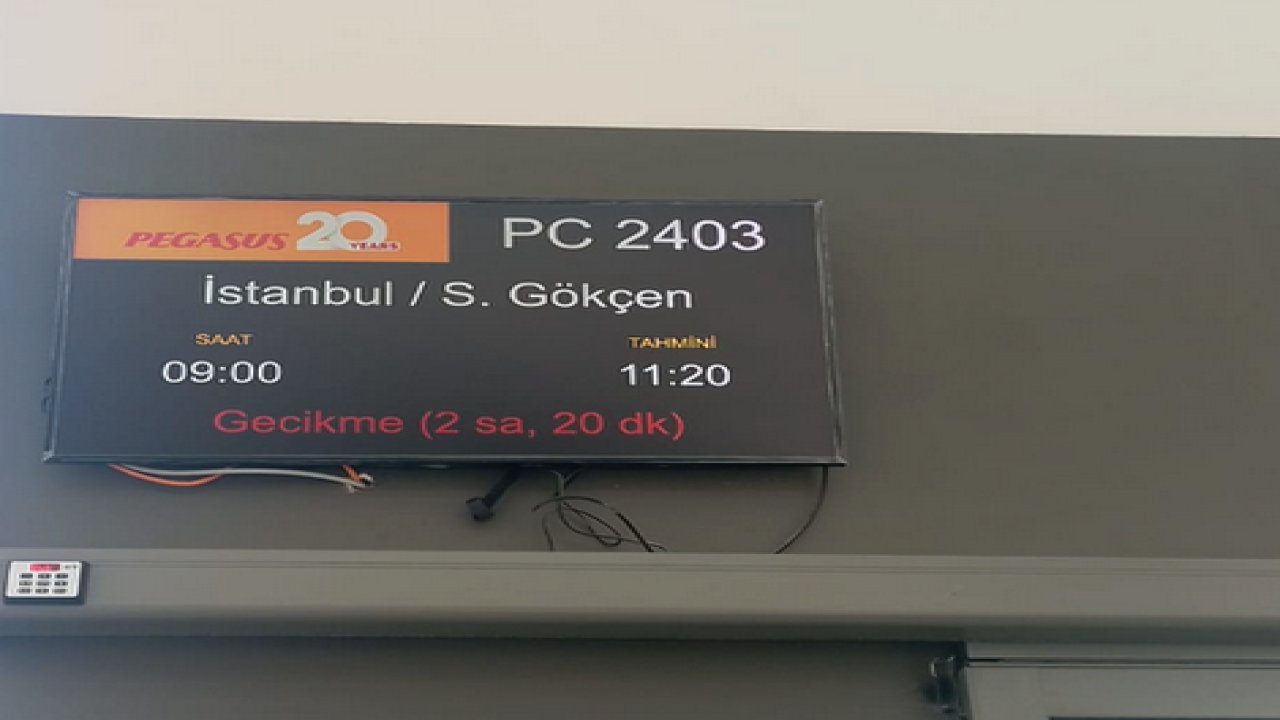 PEGASUS 20 YEARS PC 2403
İstanbul / S. Gökçen
SAAT TAHMİNİ
09:00 11:20
Gecikme (2 sa, 20 dk)